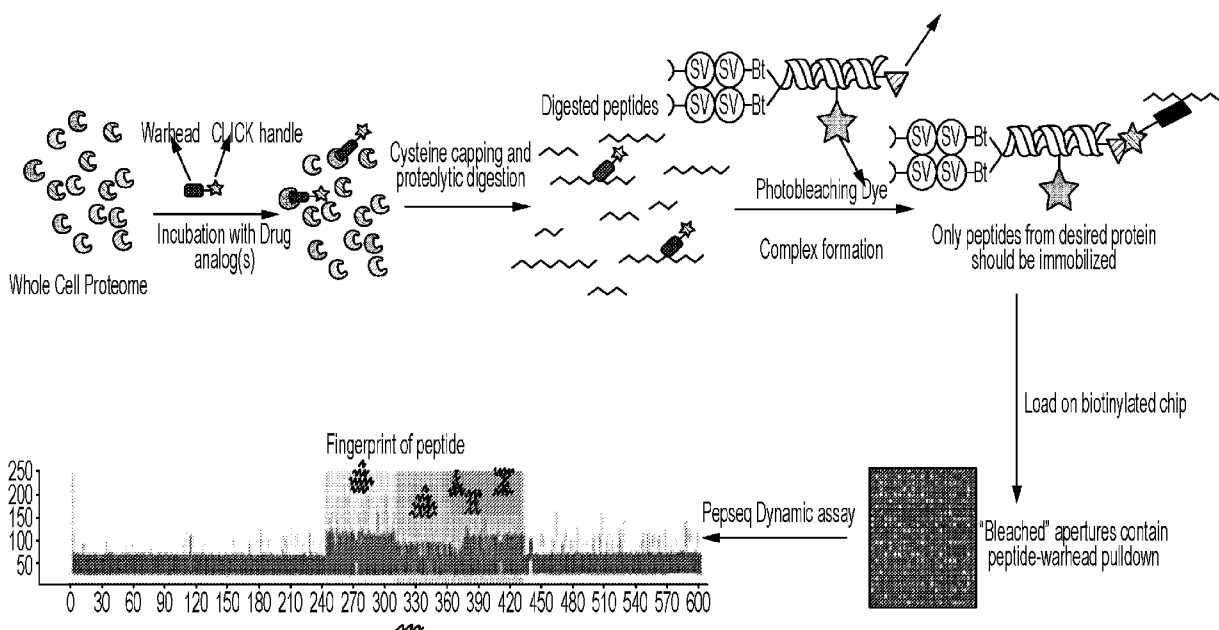 Whole Cell Proteome
Warhead
CLICK handle
Incubation with Drug
analog(s)
Cysteine capping and
proteolytic digestion
Digested peptides
SV SV Bt
SV SV Bt
Photobleaching Dye
Complex formation
SV SV Bt
SV SV Bt
Only peptides from desired protein
should be immobilized
Load on biotinylated chip
"Bleached" apertures contain
peptide-warhead pulldown
Pepseq Dynamic assay
Fingerprint of peptide
250
200
150
100
50
0 30 60 90 120 150 180 210 240 270 300 330 360 390 420 450 480 510 540 570 600